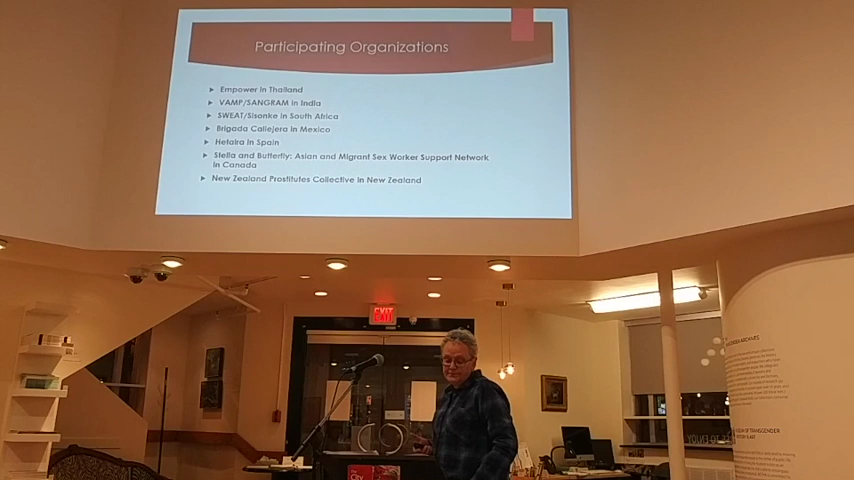 Participating Organizations
Empower in Thailand
VAMP/SANGRAM in India
SWEAT/Sisonke in South Africa
Brigada Callejera in Mexico
Hetaira in Spain
Stella and Butterfly: Asian and Migrant Sex Worker Support Network
in Canada
New Zealand Prostitutes Collective in New Zealand
EXIT
OF TRANSGENDER